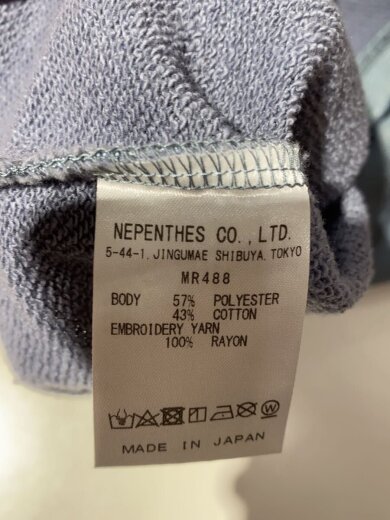 NEPENTHES CO., LTD.
5-44-1, JINGUMAE SHIBUYA, TOKYO
MR488
BODY 57% POLYESTER
43% COTTON
EMBROIDERY YARN
100% RAYON
MADE IN JAPAN